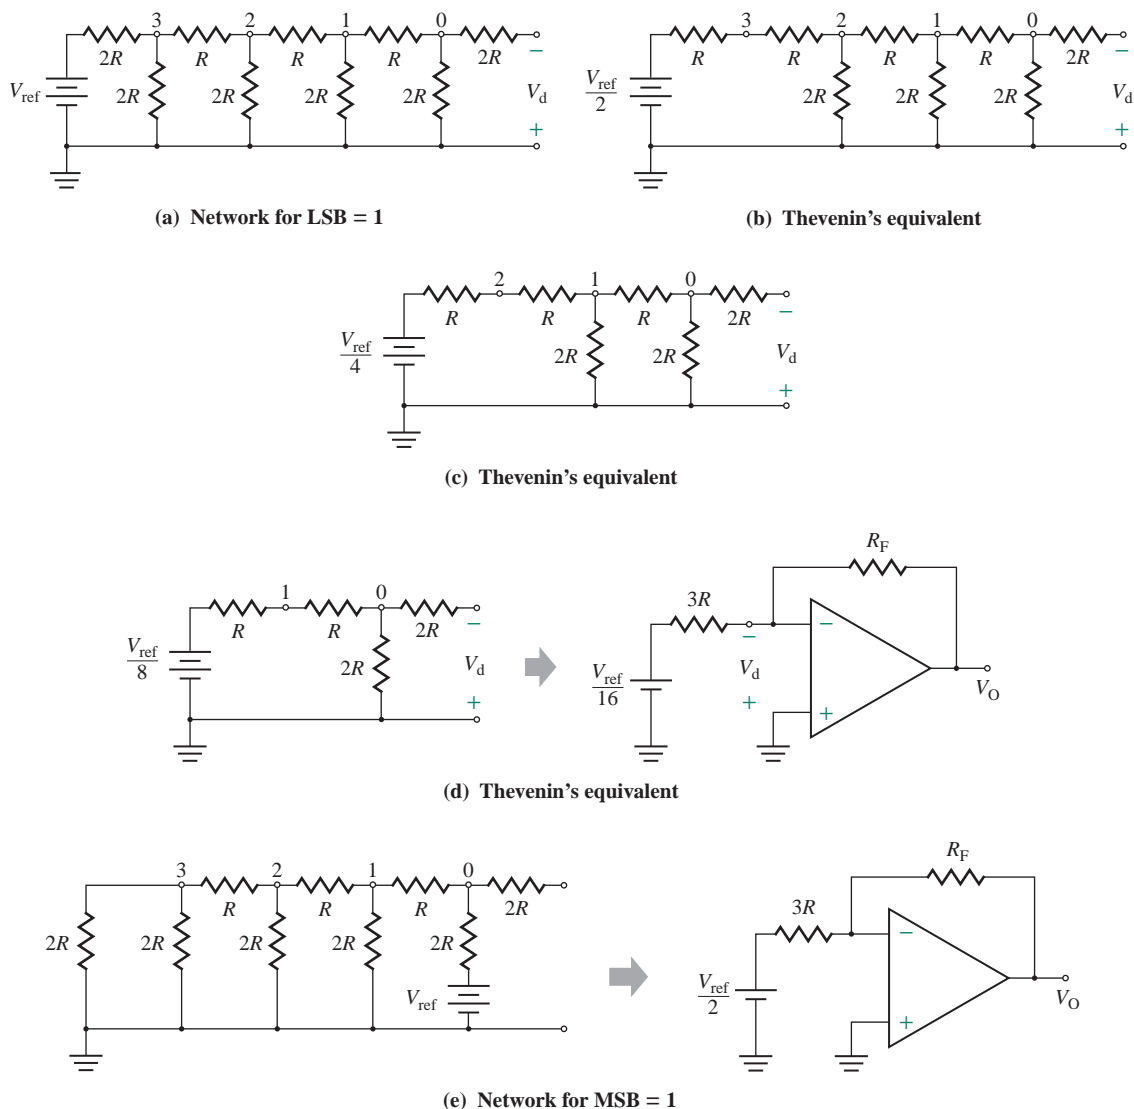 3 2 1 0
2R R R R 2R
−
V_ref 2R 2R 2R 2R V_d
+
(a) Network for LSB = 1
3 2 1 0
R R R R 2R
−
V_ref/2 2R 2R 2R V_d
+
(b) Thevenin's equivalent
2 1 0
R R R 2R
−
V_ref/4 2R 2R V_d
+
(c) Thevenin's equivalent
1 0
R R 2R
−
V_ref/8 2R V_d
+
R_F
3R
− −
V_ref/16 V_d V_O
+ +
(d) Thevenin's equivalent
3 2 1 0
R R R 2R
2R 2R 2R 2R 2R
V_ref
R_F
3R
−
V_ref/2 V_O
+
(e) Network for MSB = 1